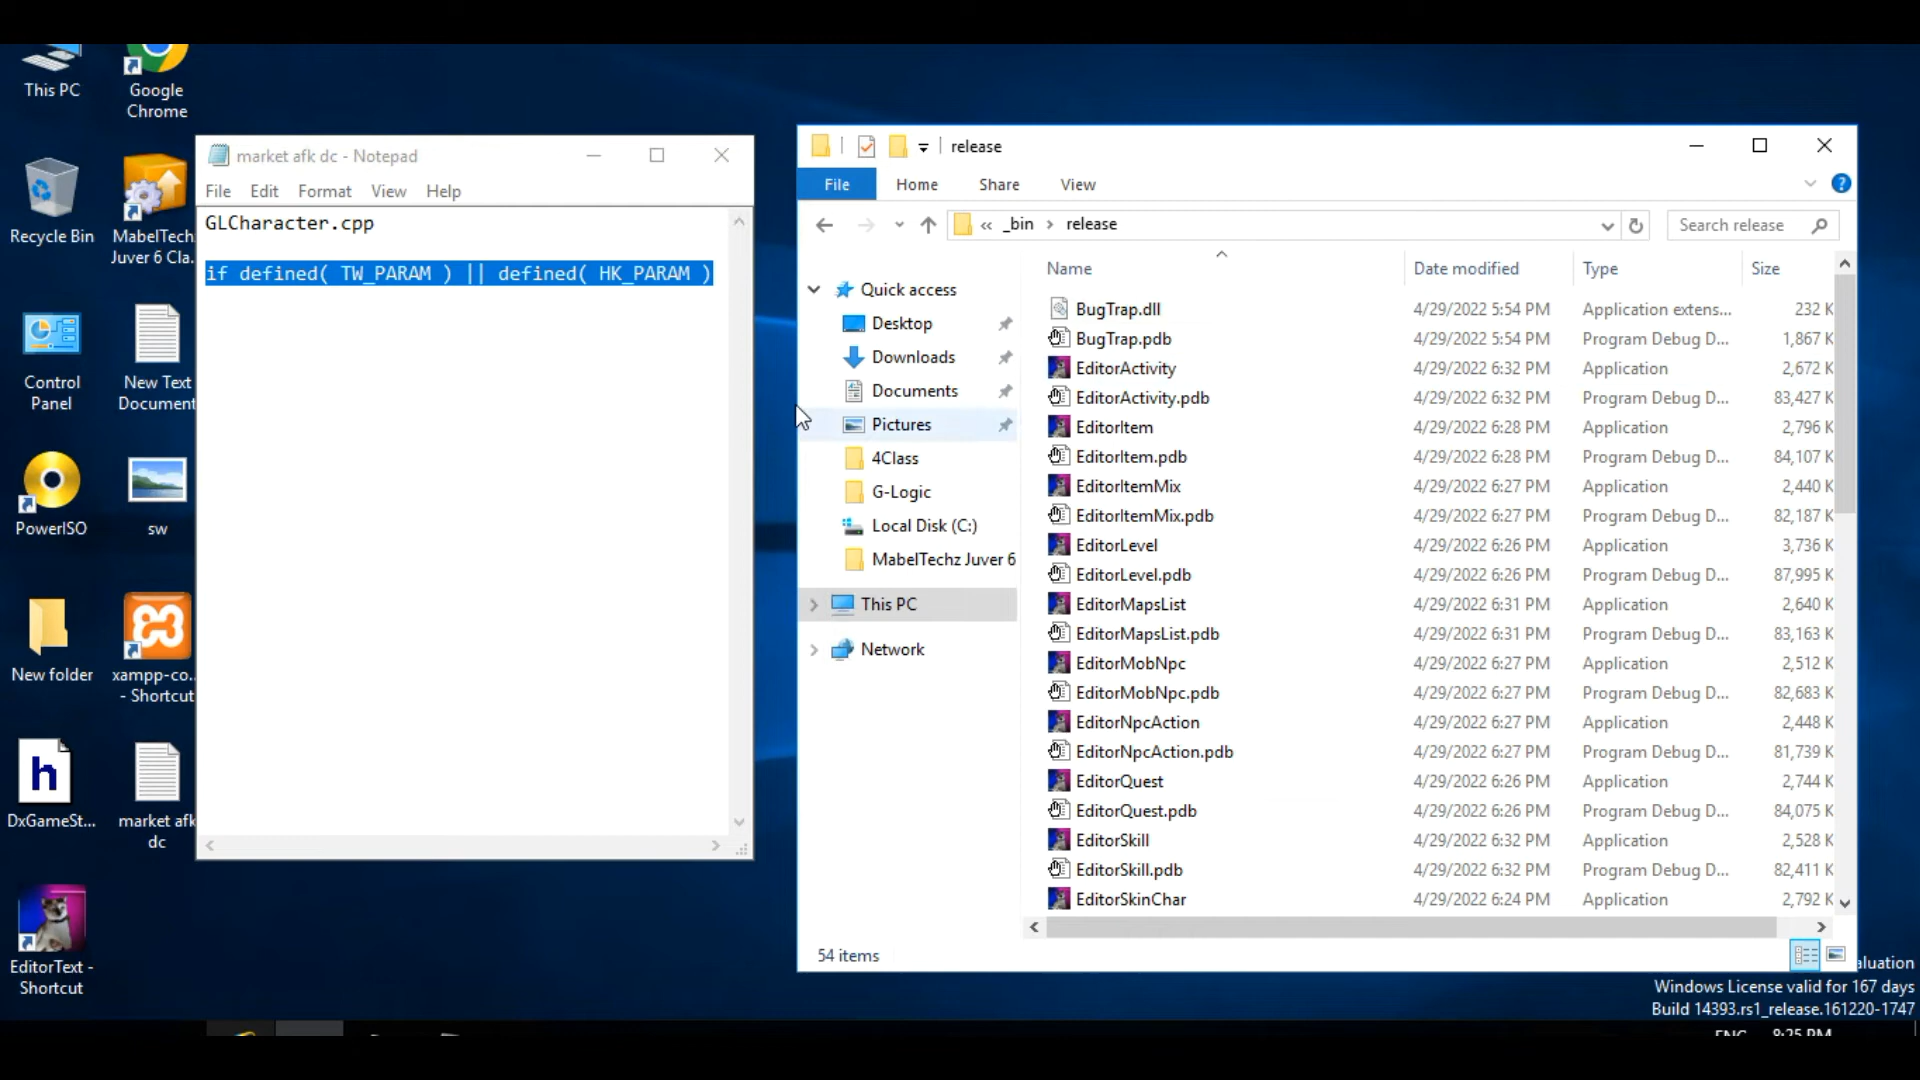 This PC
Google
Chrome
Recycle Bin
MabelTech
Juver 6 Cla...
Control
Panel
New Text
Document
PowerISO
sw
New folder
xampp-co...
- Shortcut
DxGameSt...
market afk
dc
EditorText -
Shortcut
market afk dc - Notepad
File Edit Format View Help
GLCharacter.cpp
if defined( TW_PARAM ) || defined( HK_PARAM )
release
File Home Share View
« _bin › release
Search release
Quick access
Desktop
Downloads
Documents
Pictures
4Class
G-Logic
Local Disk (C:)
MabelTechz Juver 6
This PC
Network
Name Date modified Type Size
BugTrap.dll 4/29/2022 5:54 PM Application extens... 232 K
BugTrap.pdb 4/29/2022 5:54 PM Program Debug D... 1,867 K
EditorActivity 4/29/2022 6:32 PM Application 2,672 K
EditorActivity.pdb 4/29/2022 6:32 PM Program Debug D... 83,427 K
EditorItem 4/29/2022 6:28 PM Application 2,796 K
EditorItem.pdb 4/29/2022 6:28 PM Program Debug D... 84,107 K
EditorItemMix 4/29/2022 6:27 PM Application 2,440 K
EditorItemMix.pdb 4/29/2022 6:27 PM Program Debug D... 82,187 K
EditorLevel 4/29/2022 6:26 PM Application 3,736 K
EditorLevel.pdb 4/29/2022 6:26 PM Program Debug D... 87,995 K
EditorMapsList 4/29/2022 6:31 PM Application 2,640 K
EditorMapsList.pdb 4/29/2022 6:31 PM Program Debug D... 83,163 K
EditorMobNpc 4/29/2022 6:27 PM Application 2,512 K
EditorMobNpc.pdb 4/29/2022 6:27 PM Program Debug D... 82,683 K
EditorNpcAction 4/29/2022 6:27 PM Application 2,448 K
EditorNpcAction.pdb 4/29/2022 6:27 PM Program Debug D... 81,739 K
EditorQuest 4/29/2022 6:26 PM Application 2,744 K
EditorQuest.pdb 4/29/2022 6:26 PM Program Debug D... 84,075 K
EditorSkill 4/29/2022 6:32 PM Application 2,528 K
EditorSkill.pdb 4/29/2022 6:32 PM Program Debug D... 82,411 K
EditorSkinChar 4/29/2022 6:24 PM Application 2,792 K
54 items
aluation
Windows License valid for 167 days
Build 14393.rs1_release.161220-1747
ENG 8:25 PM